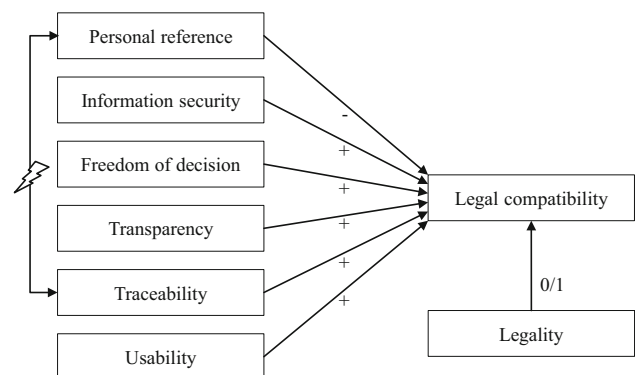 Personal reference
Information security
Freedom of decision
Transparency
Traceability
Usability
-
+
+
+
+
+
Legal compatibility
0/1
Legality